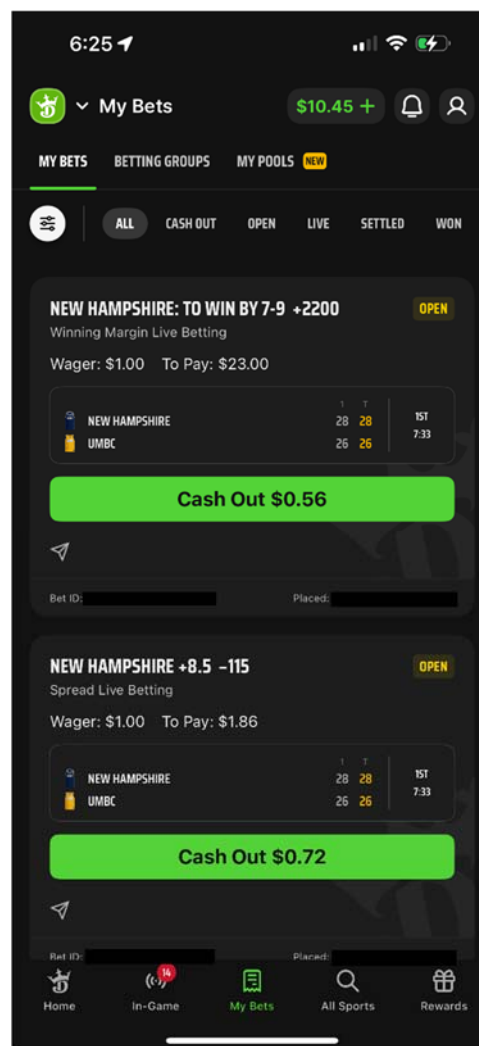 6:25
My Bets
$10.45 +
MY BETS BETTING GROUPS MY POOLS NEW
ALL CASH OUT OPEN LIVE SETTLED WON
NEW HAMPSHIRE: TO WIN BY 7-9 +2200 OPEN
Winning Margin Live Betting
Wager: $1.00 To Pay: $23.00
1 T
NEW HAMPSHIRE 28 28 1ST
UMBC 26 26 7:33
Cash Out $0.56
Bet ID: Placed:
NEW HAMPSHIRE +8.5 −115 OPEN
Spread Live Betting
Wager: $1.00 To Pay: $1.86
1 T
NEW HAMPSHIRE 28 28 1ST
UMBC 26 26 7:33
Cash Out $0.72
Bet ID: Placed:
14
Home In-Game My Bets All Sports Rewards